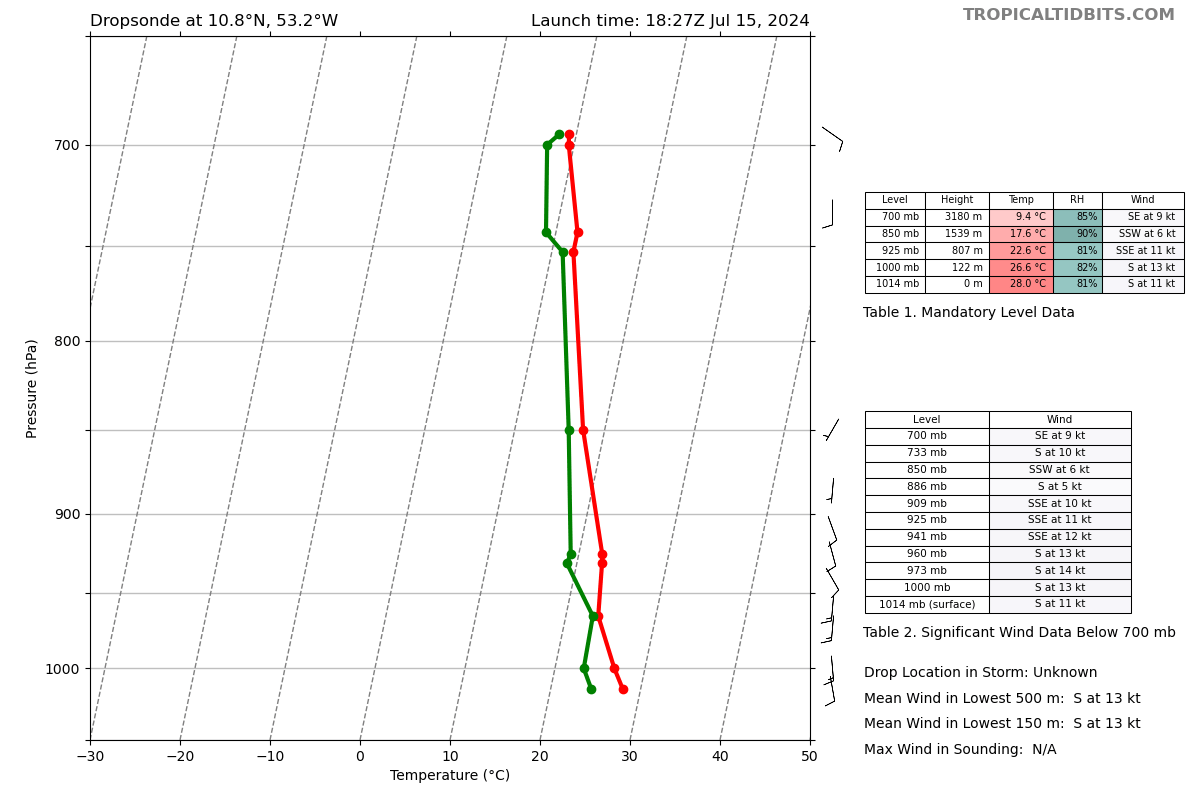 Dropsonde at 10.8°N, 53.2°W
Launch time: 18:27Z Jul 15, 2024
TROPICALTIDBITS.COM
Pressure (hPa)
700
800
900
1000
−30 −20 −10 0 10 20 30 40 50
Temperature (°C)
Level Height Temp RH Wind
700 mb 3180 m 9.4 °C 85% SE at 9 kt
850 mb 1539 m 17.6 °C 90% SSW at 6 kt
925 mb 807 m 22.6 °C 81% SSE at 11 kt
1000 mb 122 m 26.6 °C 82% S at 13 kt
1014 mb 0 m 28.0 °C 81% S at 11 kt
Table 1. Mandatory Level Data
Level Wind
700 mb SE at 9 kt
733 mb S at 10 kt
850 mb SSW at 6 kt
886 mb S at 5 kt
909 mb SSE at 10 kt
925 mb SSE at 11 kt
941 mb SSE at 12 kt
960 mb S at 13 kt
973 mb S at 14 kt
1000 mb S at 13 kt
1014 mb (surface) S at 11 kt
Table 2. Significant Wind Data Below 700 mb
Drop Location in Storm: Unknown
Mean Wind in Lowest 500 m: S at 13 kt
Mean Wind in Lowest 150 m: S at 13 kt
Max Wind in Sounding: N/A